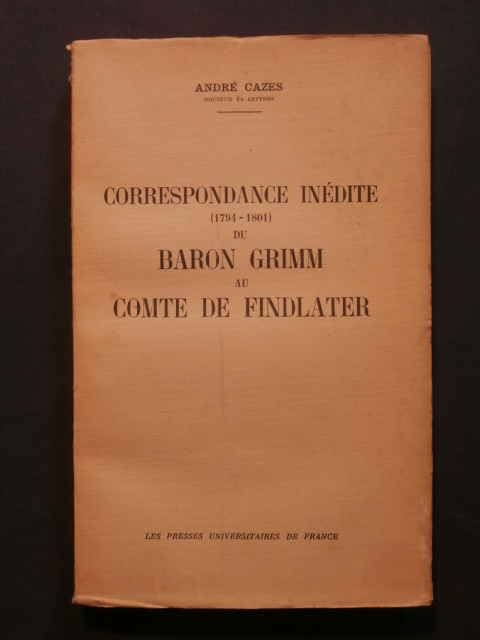 ANDRÉ CAZES
DOCTEUR ÈS LETTRES
CORRESPONDANCE INÉDITE
(1794-1801)
DU
BARON GRIMM
AU
COMTE DE FINDLATER
LES PRESSES UNIVERSITAIRES DE FRANCE